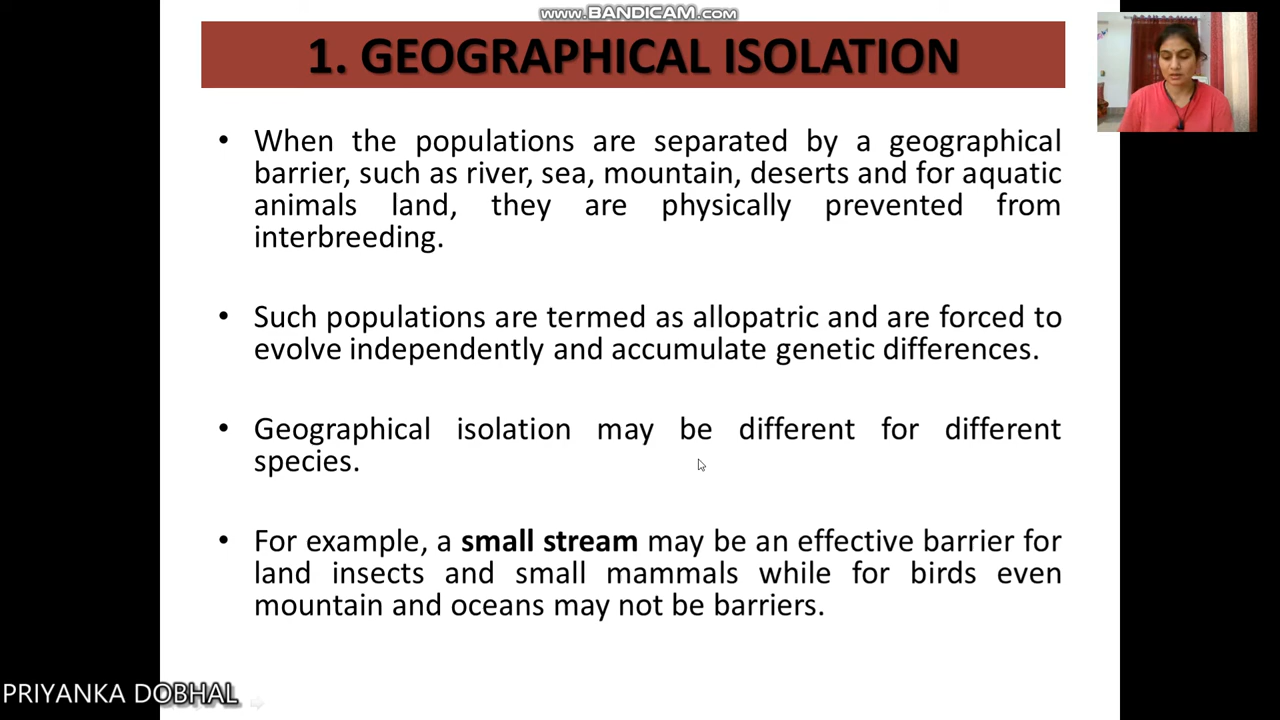 www.BANDICAM.com
1. GEOGRAPHICAL ISOLATION
• When the populations are separated by a geographical
barrier, such as river, sea, mountain, deserts and for aquatic
animals land, they are physically prevented from
interbreeding.
• Such populations are termed as allopatric and are forced to
evolve independently and accumulate genetic differences.
• Geographical isolation may be different for different
species.
• For example, a small stream may be an effective barrier for
land insects and small mammals while for birds even
mountain and oceans may not be barriers.
PRIYANKA DOBHAL